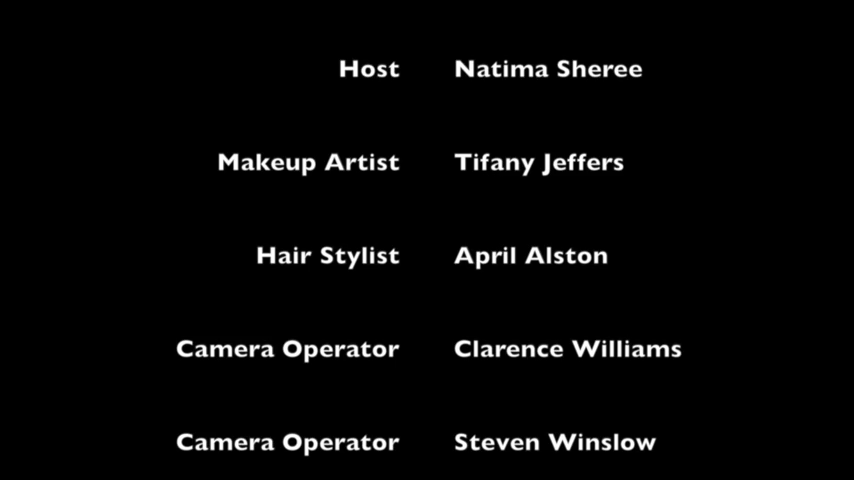 Host Natima Sheree
Makeup Artist Tifany Jeffers
Hair Stylist April Alston
Camera Operator Clarence Williams
Camera Operator Steven Winslow